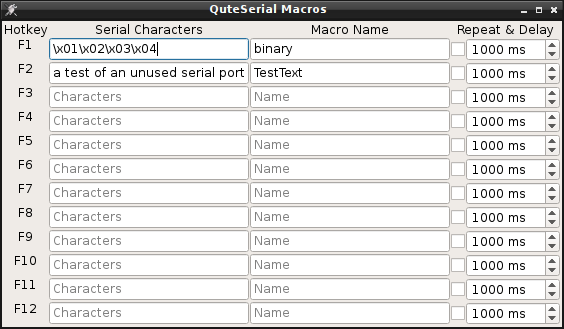 QuteSerial Macros
Hotkey Serial Characters Macro Name Repeat & Delay
F1 \x01\x02\x03\x04 binary 1000 ms
F2 a test of an unused serial port TestText 1000 ms
F3 Characters Name 1000 ms
F4 Characters Name 1000 ms
F5 Characters Name 1000 ms
F6 Characters Name 1000 ms
F7 Characters Name 1000 ms
F8 Characters Name 1000 ms
F9 Characters Name 1000 ms
F10 Characters Name 1000 ms
F11 Characters Name 1000 ms
F12 Characters Name 1000 ms